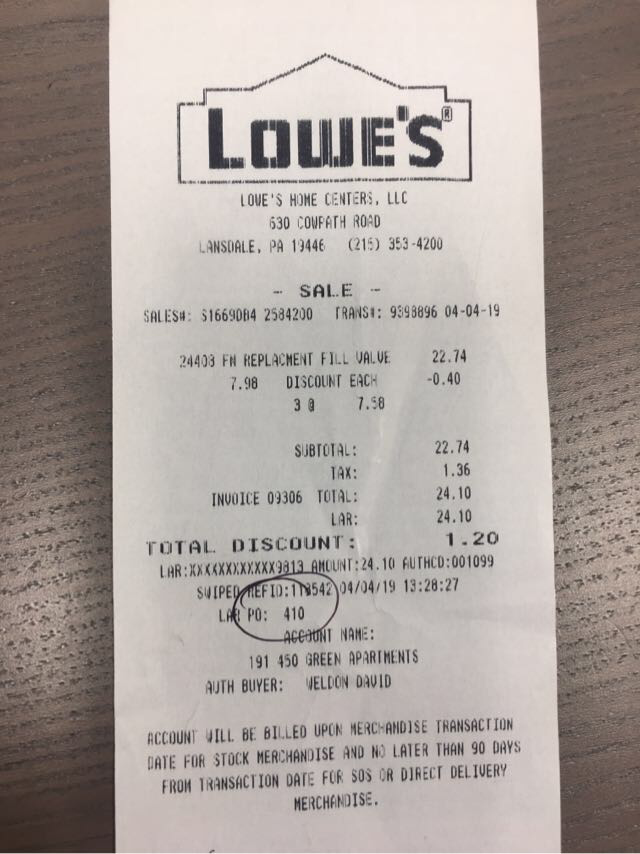 LOWE'S®
LOWE'S HOME CENTERS, LLC
630 COWPATH ROAD
LANSDALE, PA 19446 (215) 353-4200
- SALE -
SALES#: S1669DB4 2584200 TRANS#: 9398896 04-04-19
24403 FM REPLACMENT FILL VALVE 22.74
7.98 DISCOUNT EACH -0.40
3 @ 7.58
SUBTOTAL: 22.74
TAX: 1.36
INVOICE 09306 TOTAL: 24.10
LAR: 24.10
TOTAL DISCOUNT: 1.20
LAR:XXXXXXXXXXXX9813 AMOUNT:24.10 AUTHCD:001099
SWIPED REFID:113542 04/04/19 13:28:27
LAR PO: 410
ACCOUNT NAME:
191 450 GREEN APARTMENTS
AUTH BUYER: WELDON DAVID
ACCOUNT WILL BE BILLED UPON MERCHANDISE TRANSACTION
DATE FOR STOCK MERCHANDISE AND NO LATER THAN 90 DAYS
FROM TRANSACTION DATE FOR SOS OR DIRECT DELIVERY
MERCHANDISE.